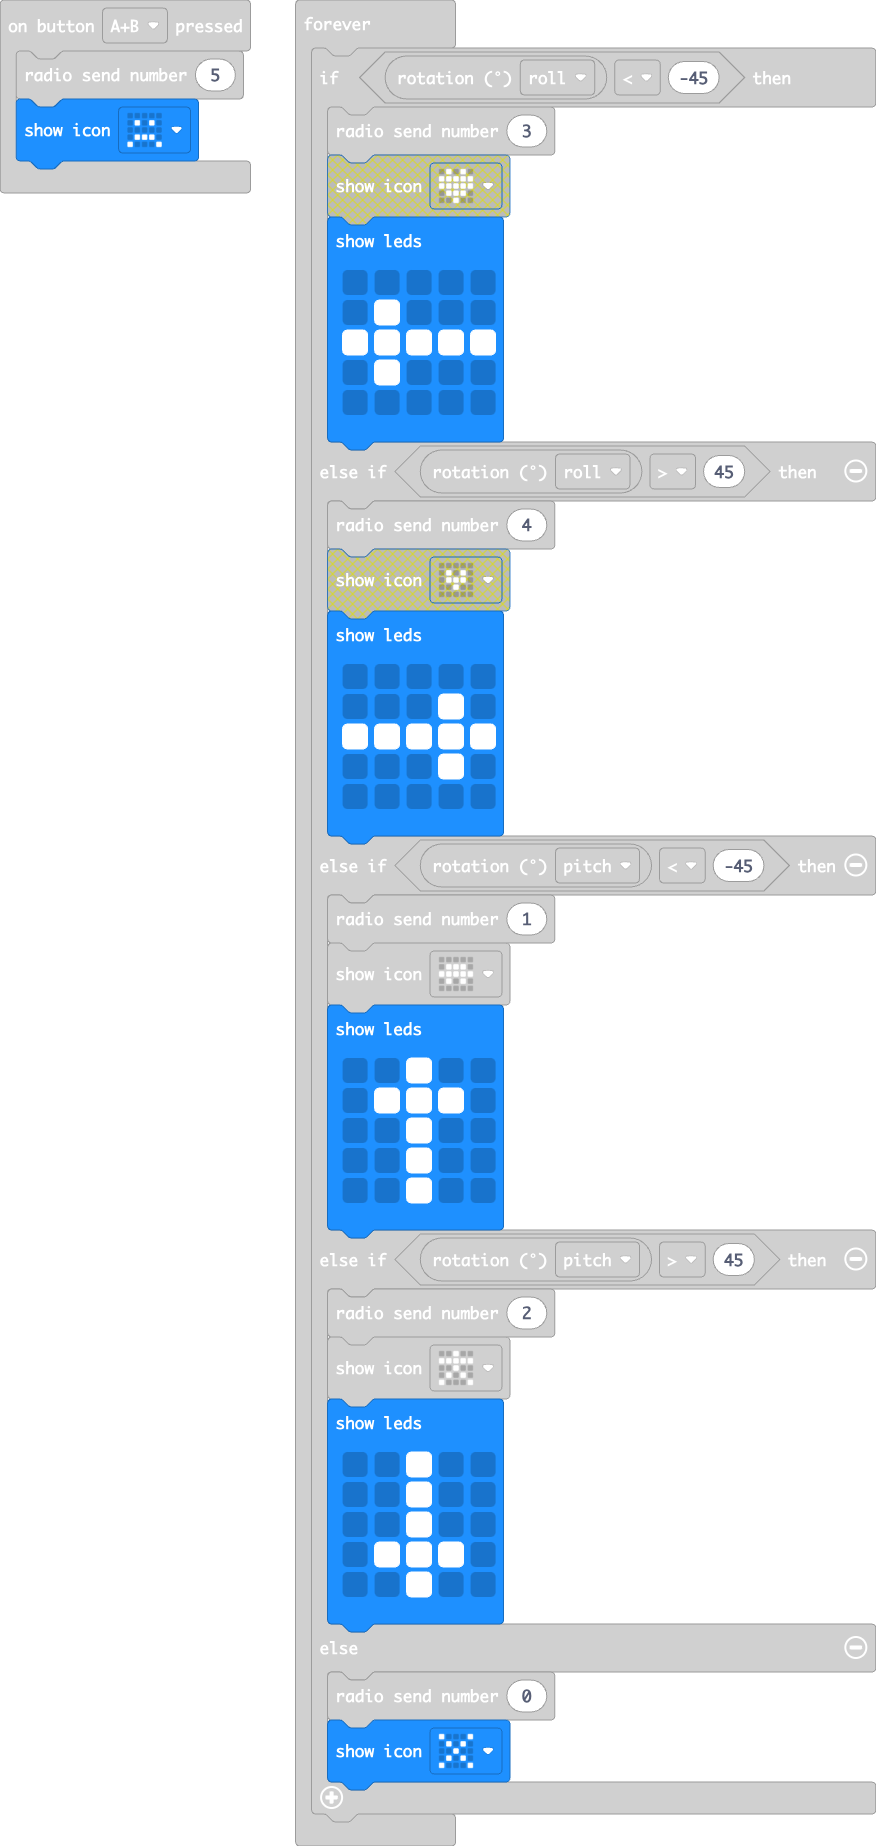 on button A+B pressed
radio send number 5
show icon
forever
if rotation (°) roll < -45 then
radio send number 3
show icon
show leds
else if rotation (°) roll > 45 then
radio send number 4
show icon
show leds
else if rotation (°) pitch < -45 then
radio send number 1
show icon
show leds
else if rotation (°) pitch > 45 then
radio send number 2
show icon
show leds
else
radio send number 0
show icon